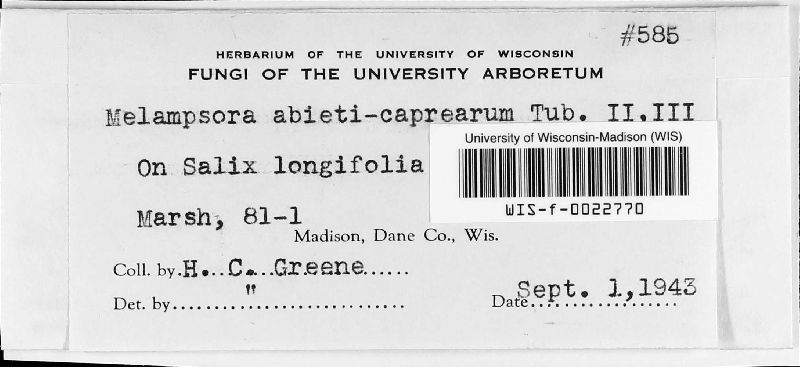 #585
HERBARIUM OF THE UNIVERSITY OF WISCONSIN
FUNGI OF THE UNIVERSITY ARBORETUM
Melampsora abieti-caprearum Tub. II.III
University of Wisconsin-Madison (WIS)
On Salix longifolia
WIS-f-0022770
Marsh, 81-1
Madison, Dane Co., Wis.
Coll. by.H...C....Greene......
Det. by............"..............
Date Sept. 1,1943